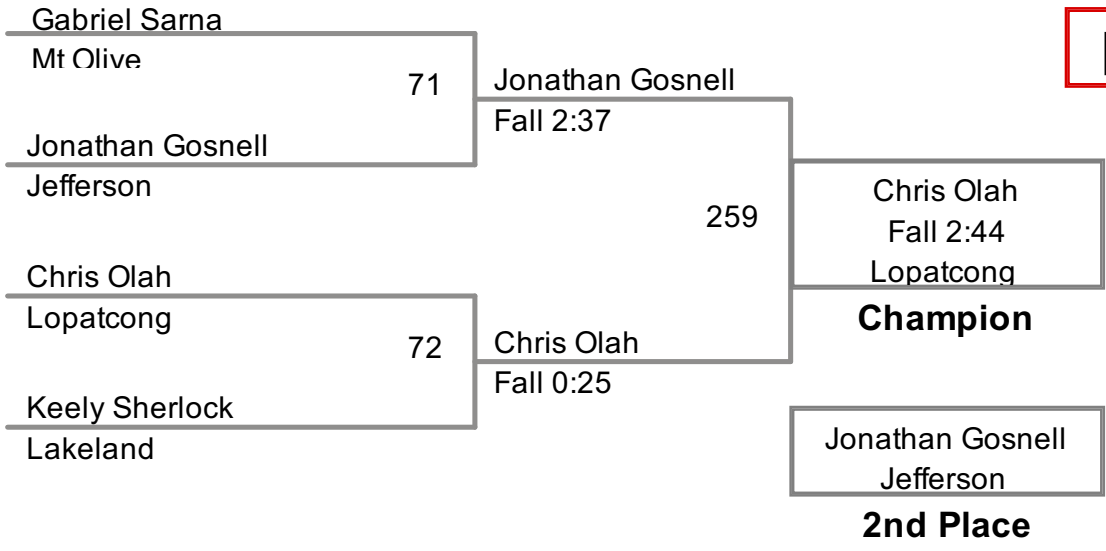 Gabriel Sarna
Mt Olive
71
Jonathan Gosnell
Fall 2:37
Jonathan Gosnell
Jefferson
259
Chris Olah
Fall 2:44
Lopatcong
Champion
Chris Olah
Lopatcong
72
Chris Olah
Fall 0:25
Keely Sherlock
Lakeland
Jonathan Gosnell
Jefferson
2nd Place